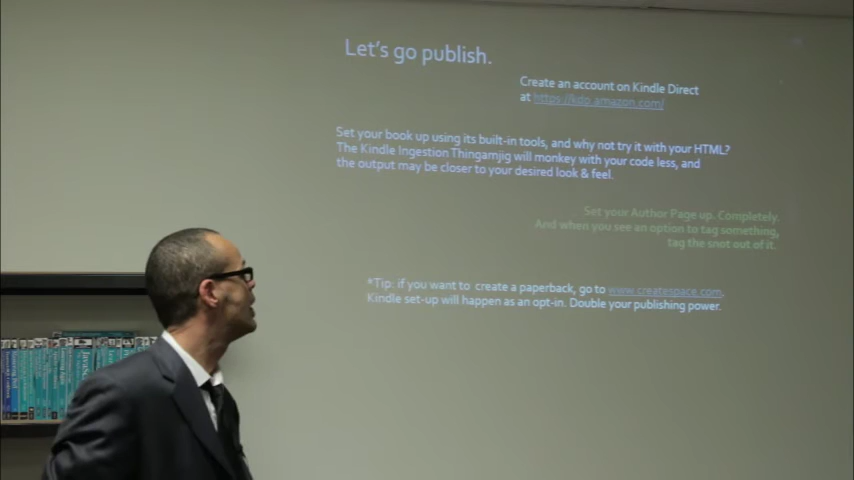 Let's go publish.
Create an account on Kindle Direct
at https://kdp.amazon.com/
Set your book up using its built-in tools, and why not try it with your HTML?
The Kindle Ingestion Thingamjig will monkey with your code less, and
the output may be closer to your desired look & feel.
Set your Author Page up. Completely.
And when you see an option to tag something,
tag the snot out of it.
*Tip: if you want to create a paperback, go to www.createspace.com.
Kindle set-up will happen as an opt-in. Double your publishing power.